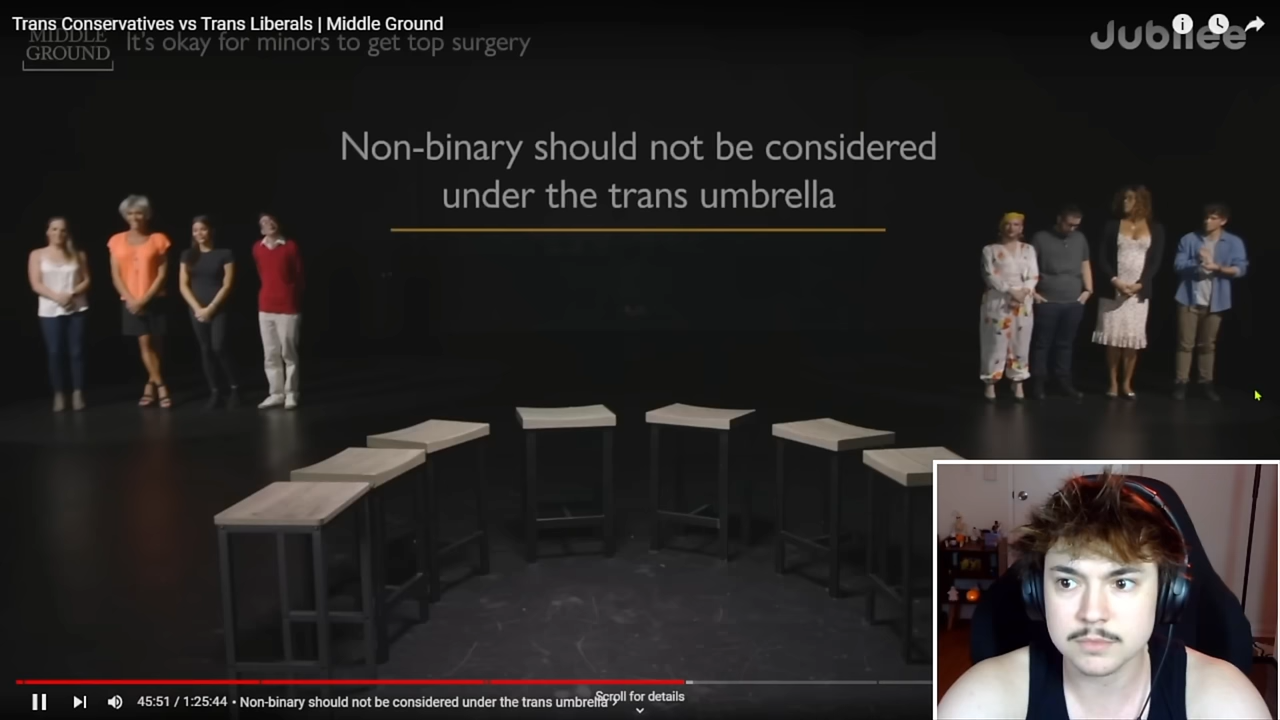 Trans Conservatives vs Trans Liberals | Middle Ground
MIDDLE
GROUND
It's okay for minors to get top surgery
Jubilee
Non-binary should not be considered
under the trans umbrella
45:51 / 1:25:44 • Non-binary should not be considered under the trans umbrella >
Scroll for details